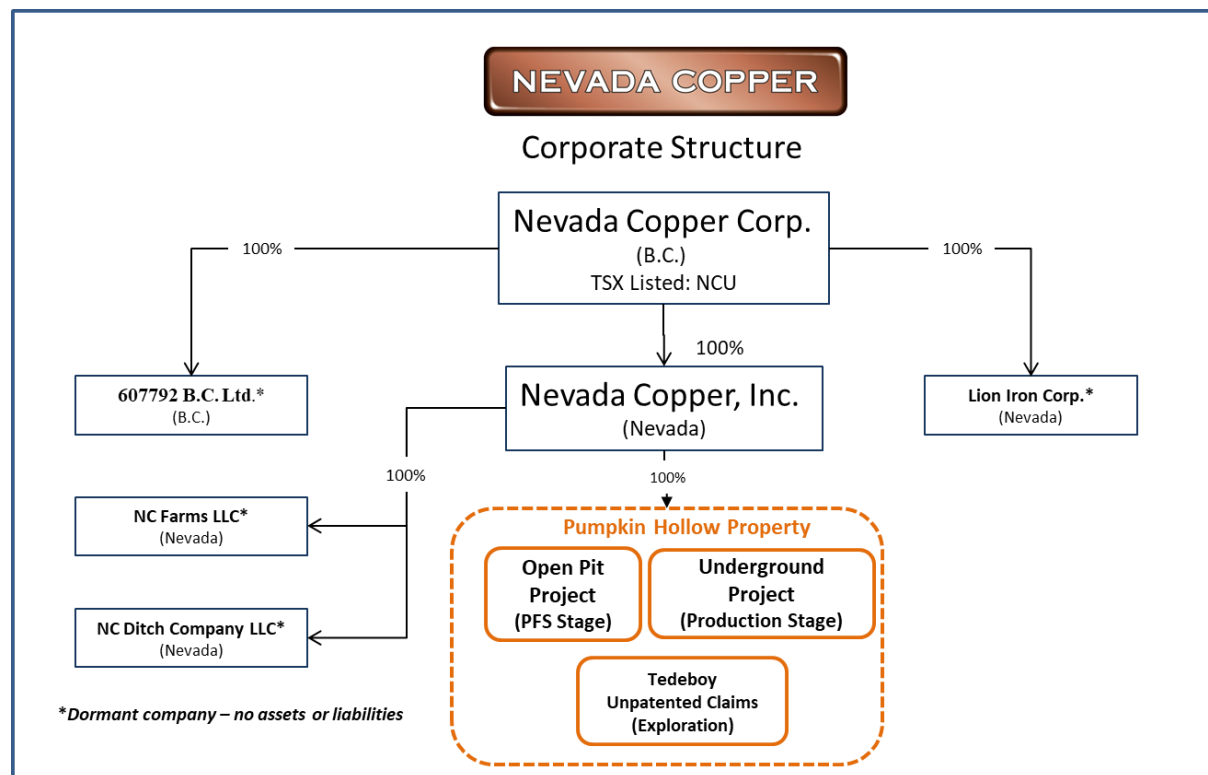 NEVADA COPPER
Corporate Structure
Nevada Copper Corp.
(B.C.)
TSX Listed: NCU
100%
100%
100%
607792 B.C. Ltd.*
(B.C.)
Nevada Copper, Inc.
(Nevada)
Lion Iron Corp.*
(Nevada)
100%
100%
NC Farms LLC*
(Nevada)
NC Ditch Company LLC*
(Nevada)
Pumpkin Hollow Property
Open Pit
Project
(PFS Stage)
Underground
Project
(Production Stage)
Tedeboy
Unpatented Claims
(Exploration)
*Dormant company – no assets or liabilities